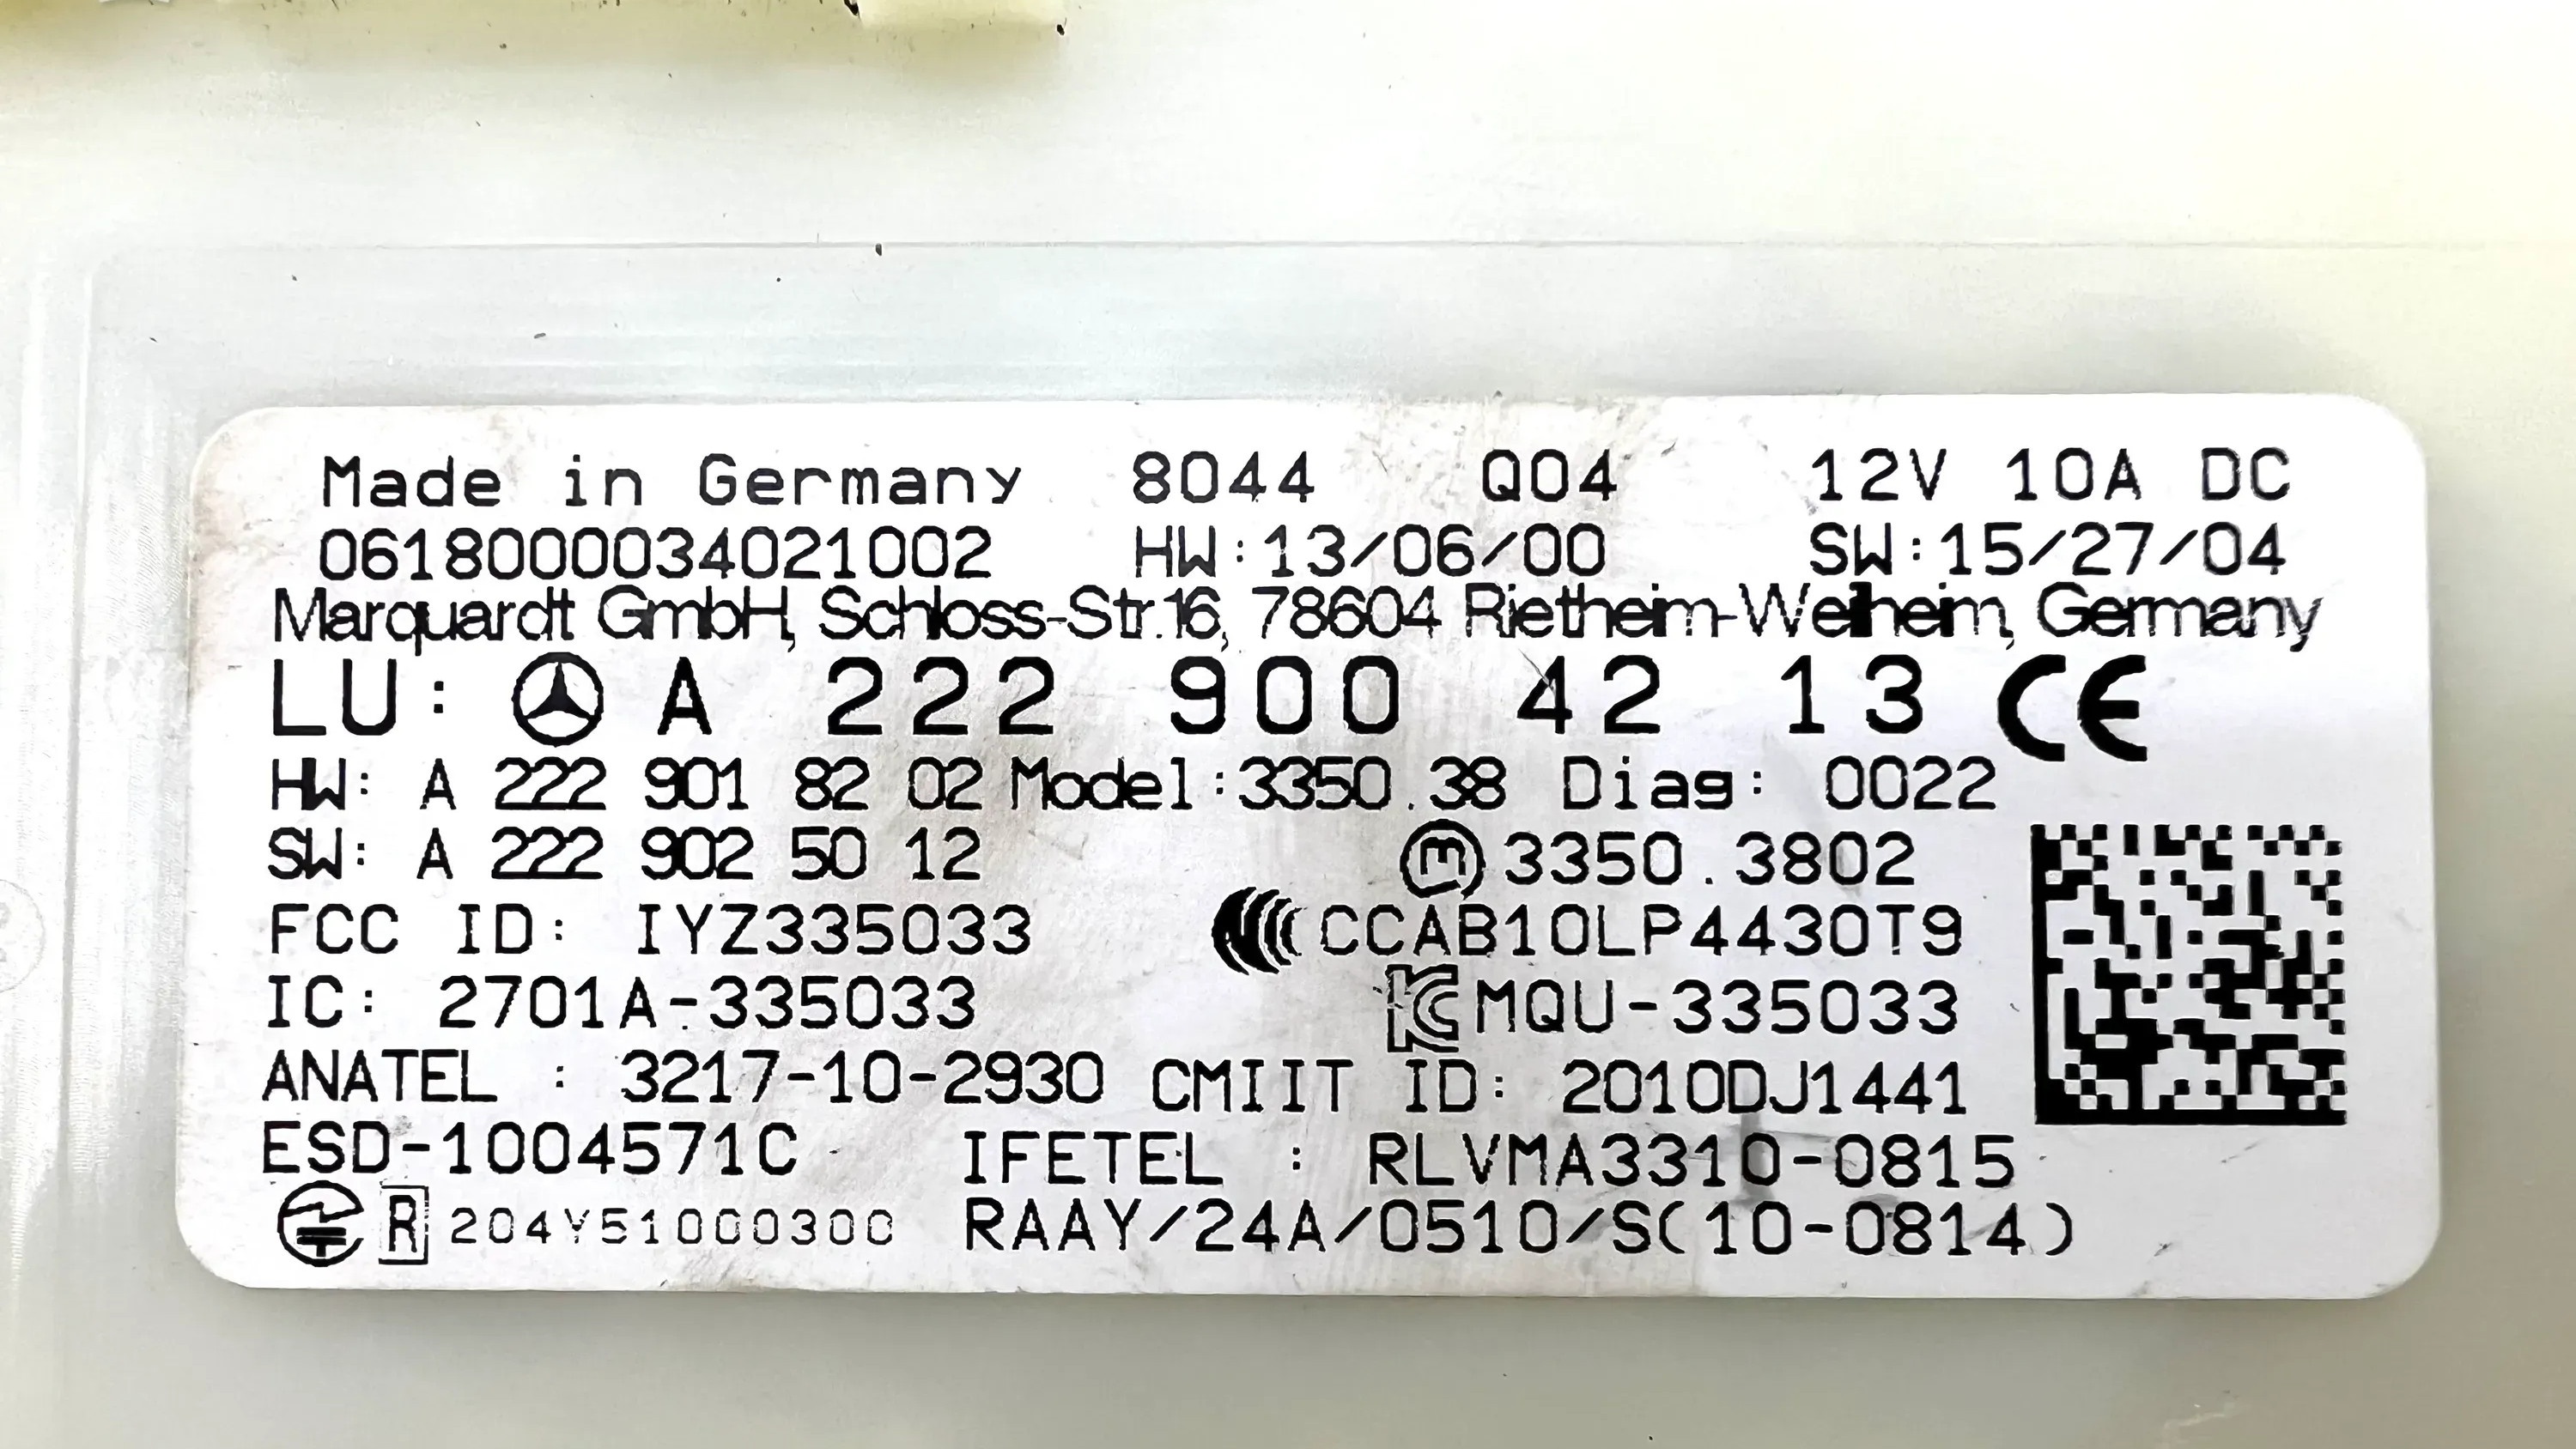 Made in Germany 8044 Q04 12V 10A DC
0618000034021002 HW:13/06/00 SW:15/27/04
Marquardt GmbH, Schloss-Str.16, 78604 Rietheim-Weilheim, Germany
LU: A 222 900 42 13 CE
HW: A 222 901 82 02 Model:3350.38 Diag: 0022
SW: A 222 902 50 12 m 3350.3802
FCC ID: IYZ335033 CCAB10LP4430T9
IC: 2701A-335033 MQU-335033
ANATEL : 3217-10-2930 CMIIT ID: 2010DJ1441
ESD-1004571C IFETEL : RLVMA3310-0815
R RAAY/24A/0510/S(10-0814)